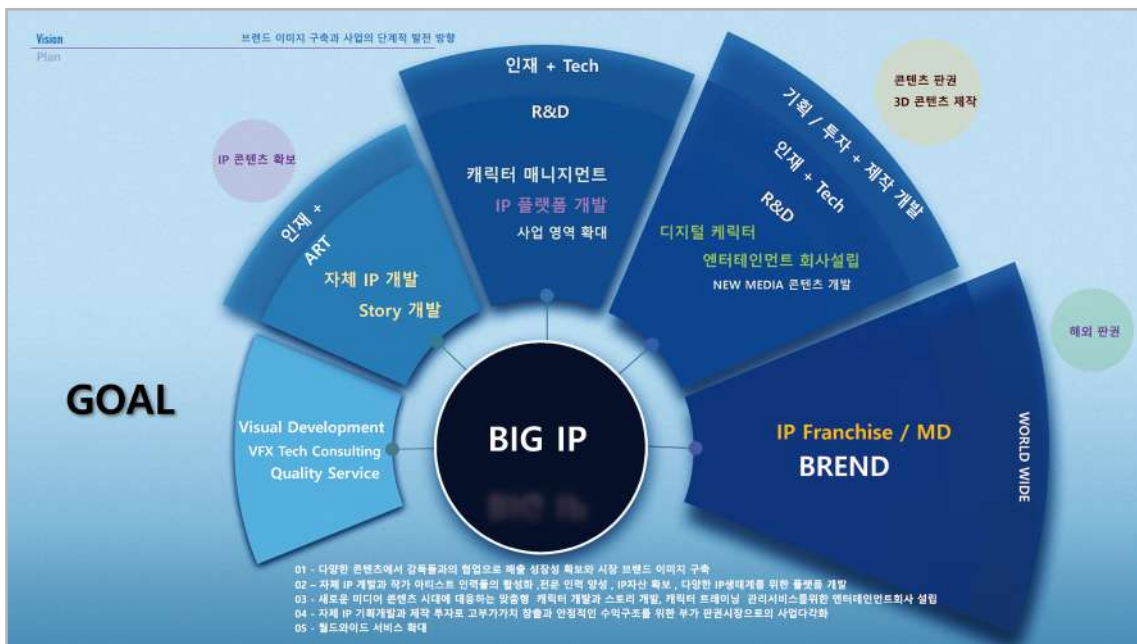 Vision
브랜드 이미지 구축과 사업의 단계적 발전 방향
Plan
인재 + Tech
R&D
캐릭터 매니지먼트
IP 플랫폼 개발
사업 영역 확대
콘텐츠 판권
3D 콘텐츠 제작
기획 / 투자 + 제작 개발
인재 + Tech
R&D
디지털 케릭터
엔터테인먼트 회사설립
NEW MEDIA 콘텐츠 개발
IP 콘텐츠 확보
인재 +
ART
자체 IP 개발
Story 개발
해외 판권
GOAL
Visual Development
VFX Tech Consulting
Quality Service
BIG IP
IP Franchise / MD
BREND
WORLD WIDE
01 - 다양한 콘텐츠에서 감독들과의 협업으로 매출 성장성 확보와 시장 브랜드 이미지 구축
02 – 자체 IP 개발과 작가 아티스트 인력풀의 활성화 ,전문 인력 양성 , IP자산 확보 , 다양한 IP생태계를 위한 플랫폼 개발
03 - 새로운 미디어 콘텐츠 시대에 대응하는 맞춤형 캐릭터 개발과 스토리 개발, 캐릭터 트레이닝 관리서비스를위한 엔터테인먼트회사 설립
04 - 자체 IP 기획개발과 제작 투자로 고부가가치 창출과 안정적인 수익구조를 위한 부가 판권시장으로의 사업다각화
05 - 월드와이드 서비스 확대